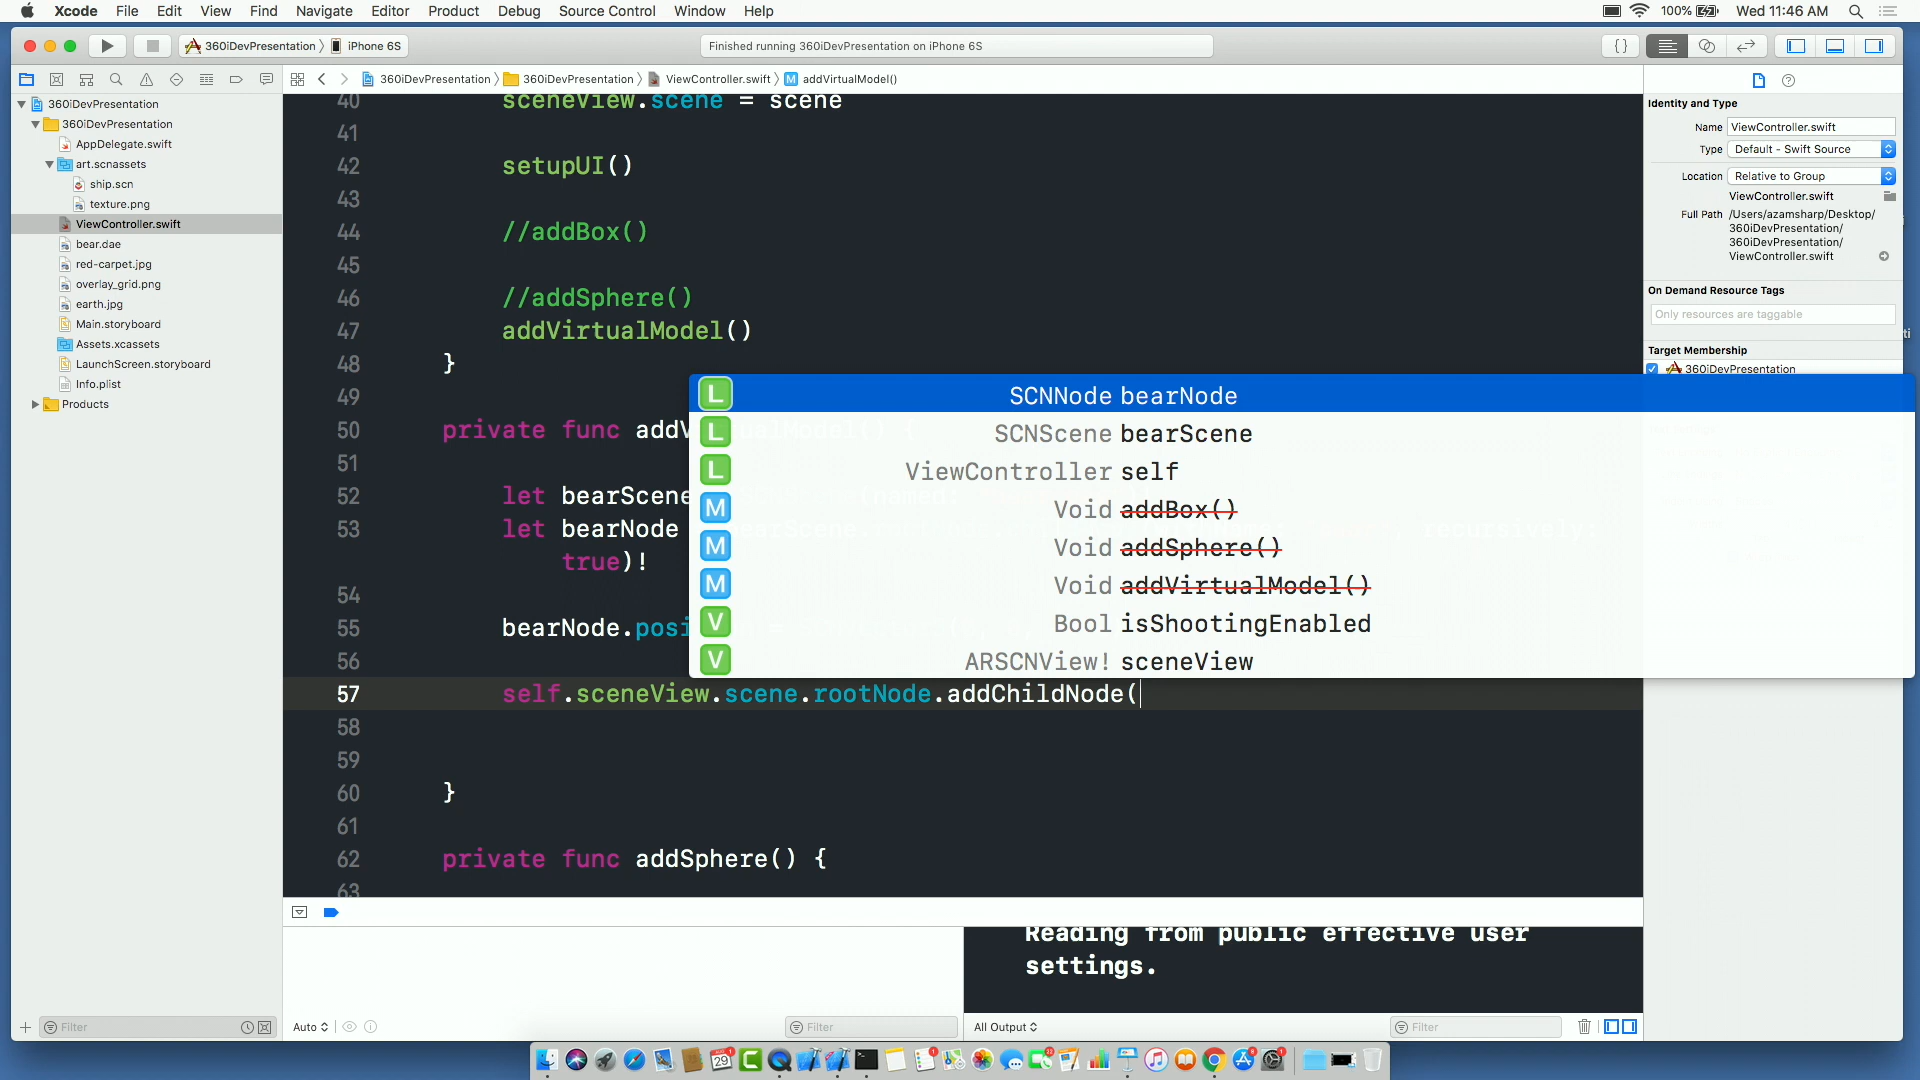 Xcode File Edit View Find Navigate Editor Product Debug Source Control Window Help 100% Wed 11:46 AM
360iDevPresentation iPhone 6S
Finished running 360iDevPresentation on iPhone 6S
360iDevPresentation 360iDevPresentation ViewController.swift M addVirtualModel()
360iDevPresentation
360iDevPresentation
AppDelegate.swift
art.scnassets
ship.scn
texture.png
ViewController.swift
bear.dae
red-carpet.jpg
overlay_grid.png
earth.jpg
Main.storyboard
Assets.xcassets
LaunchScreen.storyboard
Info.plist
Products
40 sceneView.scene = scene
41
42 setupUI()
43
44 //addBox()
45
46 //addSphere()
47 addVirtualModel()
48 }
49
50 private func addVirtualModel() {
51
52 let bearScene
53 let bearNode recursively:
true)!
54
55 bearNode.posi
56
57 self.sceneView.scene.rootNode.addChildNode(
58
59
60 }
61
62 private func addSphere() {
63
L SCNNode bearNode
L SCNScene bearScene
L ViewController self
M Void addBox()
M Void addSphere()
M Void addVirtualModel()
V Bool isShootingEnabled
V ARSCNView! sceneView
Identity and Type
Name ViewController.swift
Type Default - Swift Source
Location Relative to Group
ViewController.swift
Full Path /Users/azamsharp/Desktop/
360iDevPresentation/
360iDevPresentation/
ViewController.swift
On Demand Resource Tags
Only resources are taggable
Target Membership
360iDevPresentation
Reading from public effective user
settings.
Filter
Auto
Filter
All Output
Filter
29